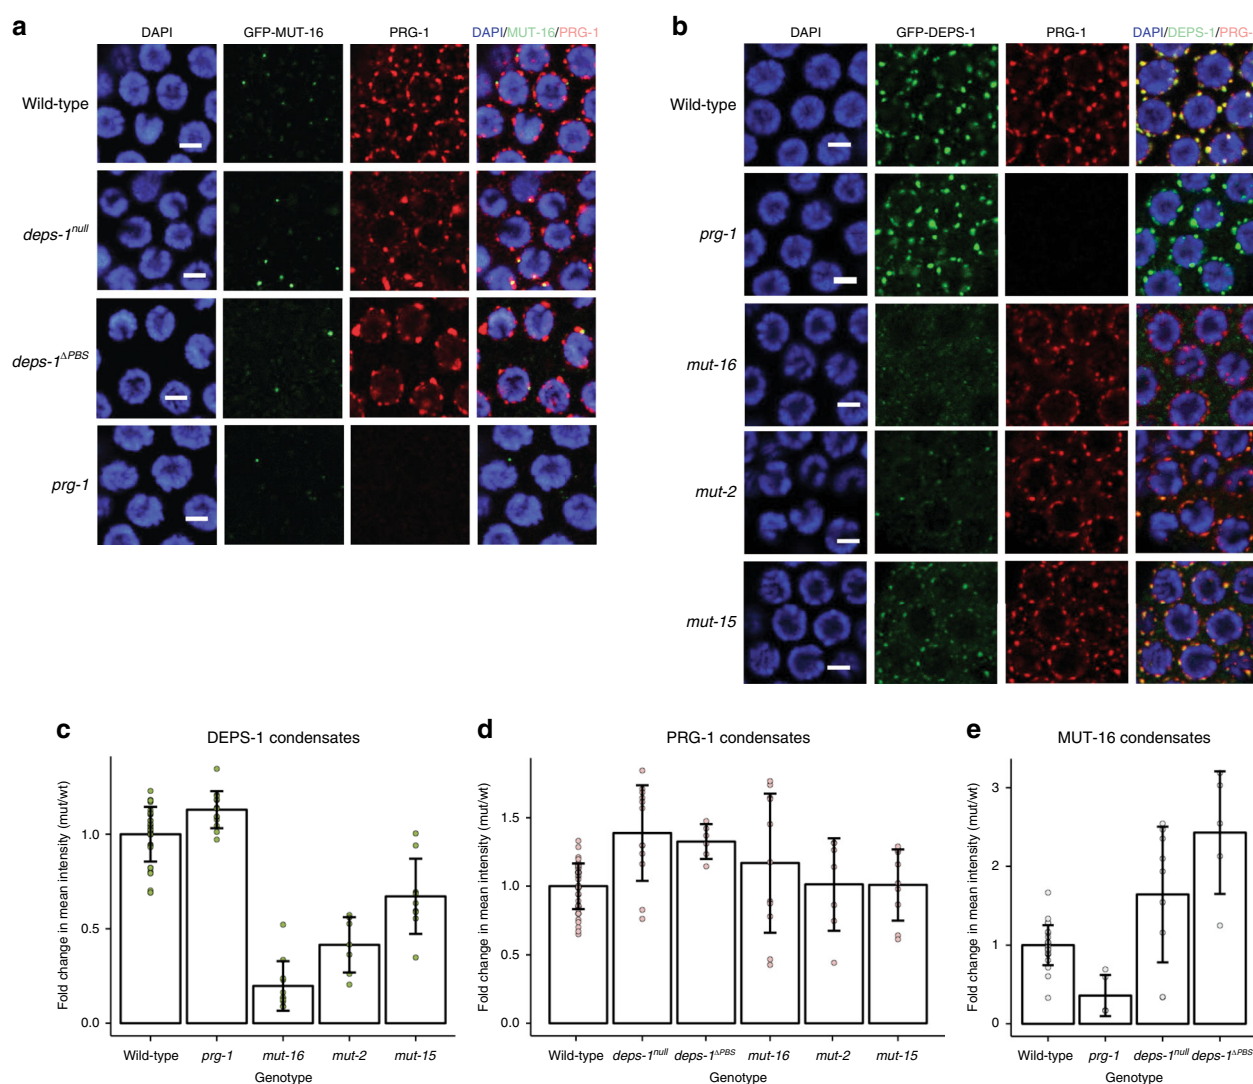 a
DAPI GFP-MUT-16 PRG-1 DAPI/MUT-16/PRG-1
Wild-type
deps-1null
deps-1ΔPBS
prg-1
b
DAPI GFP-DEPS-1 PRG-1 DAPI/DEPS-1/PRG-
Wild-type
prg-1
mut-16
mut-2
mut-15
c
DEPS-1 condensates
Fold change in mean intensity (mut/wt)
1.0
0.5
0.0
Wild-type prg-1 mut-16 mut-2 mut-15
Genotype
d
PRG-1 condensates
Fold change in mean intensity (mut/wt)
1.5
1.0
0.5
0.0
Wild-type deps-1null deps-1ΔPBS mut-16 mut-2 mut-15
Genotype
e
MUT-16 condensates
Fold change in mean intensity (mut/wt)
3
2
1
0
Wild-type prg-1 deps-1null deps-1ΔPBS
Genotype